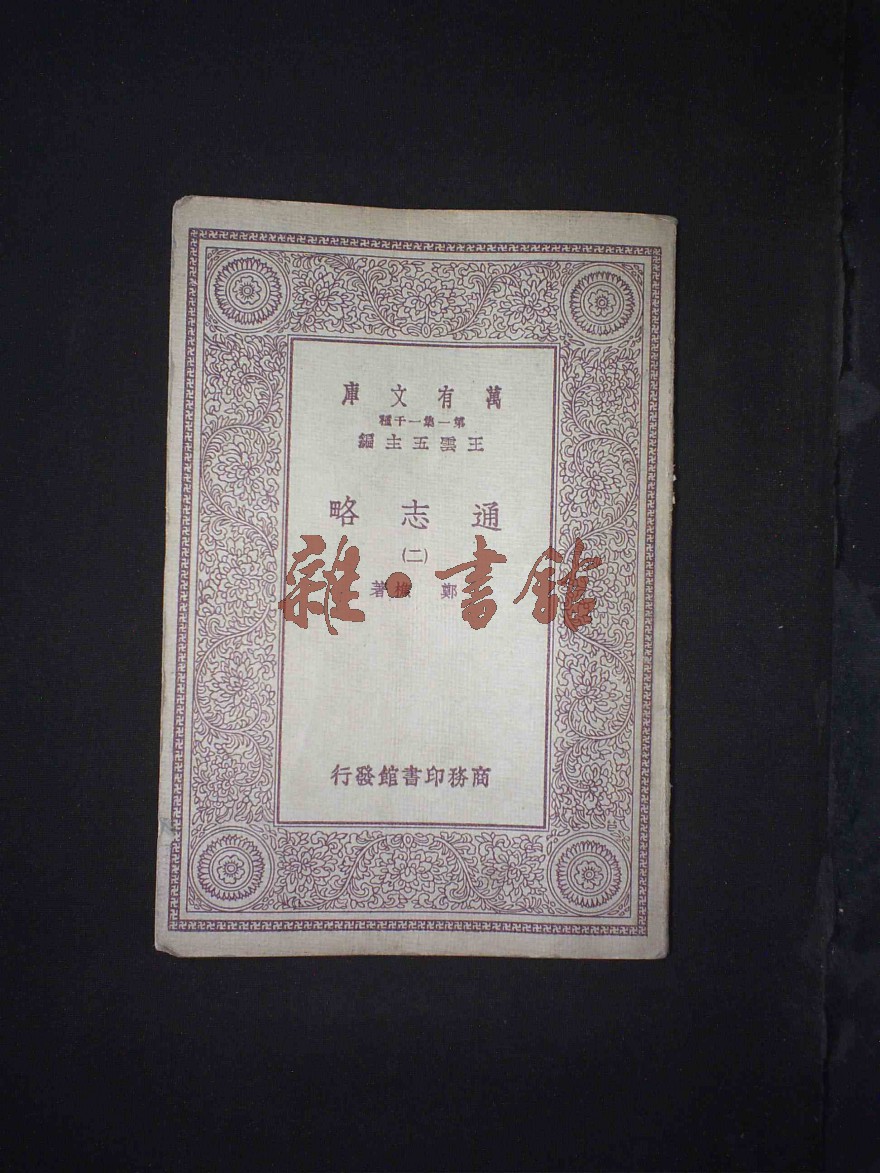 萬有文庫
第一集一千種
王雲五主編
通志略
(二)
鄭樵著
雜·書館
商務印書館發行